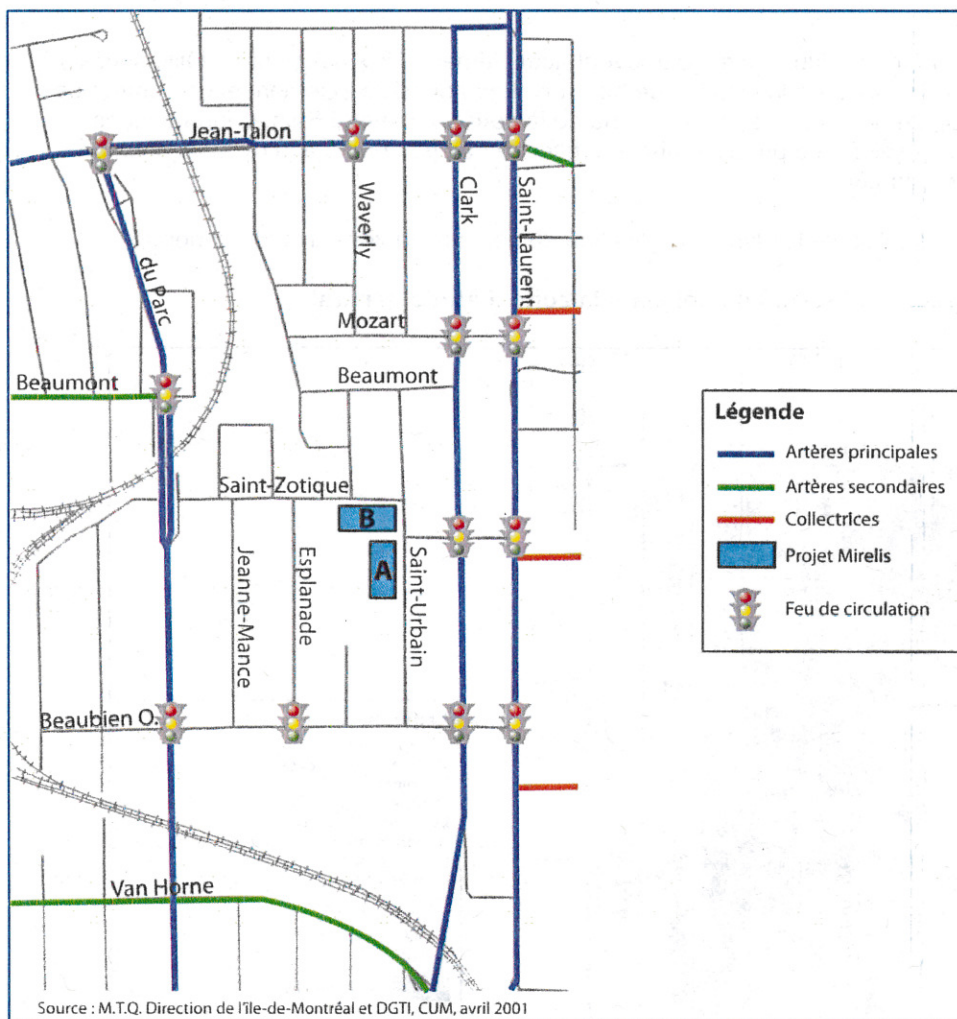 Jean-Talon
Waverly
Clark
Saint-Laurent
du Parc
Mozart
Beaumont
Beaumont
Saint-Zotique
B
A
Jeanne-Mance
Esplanade
Saint-Urbain
Beaubien O.
Van Horne
Légende
Artères principales
Artères secondaires
Collectrices
Projet Mirelis
Feu de circulation
Source : M.T.Q. Direction de l'île-de-Montréal et DGTI, CUM, avril 2001